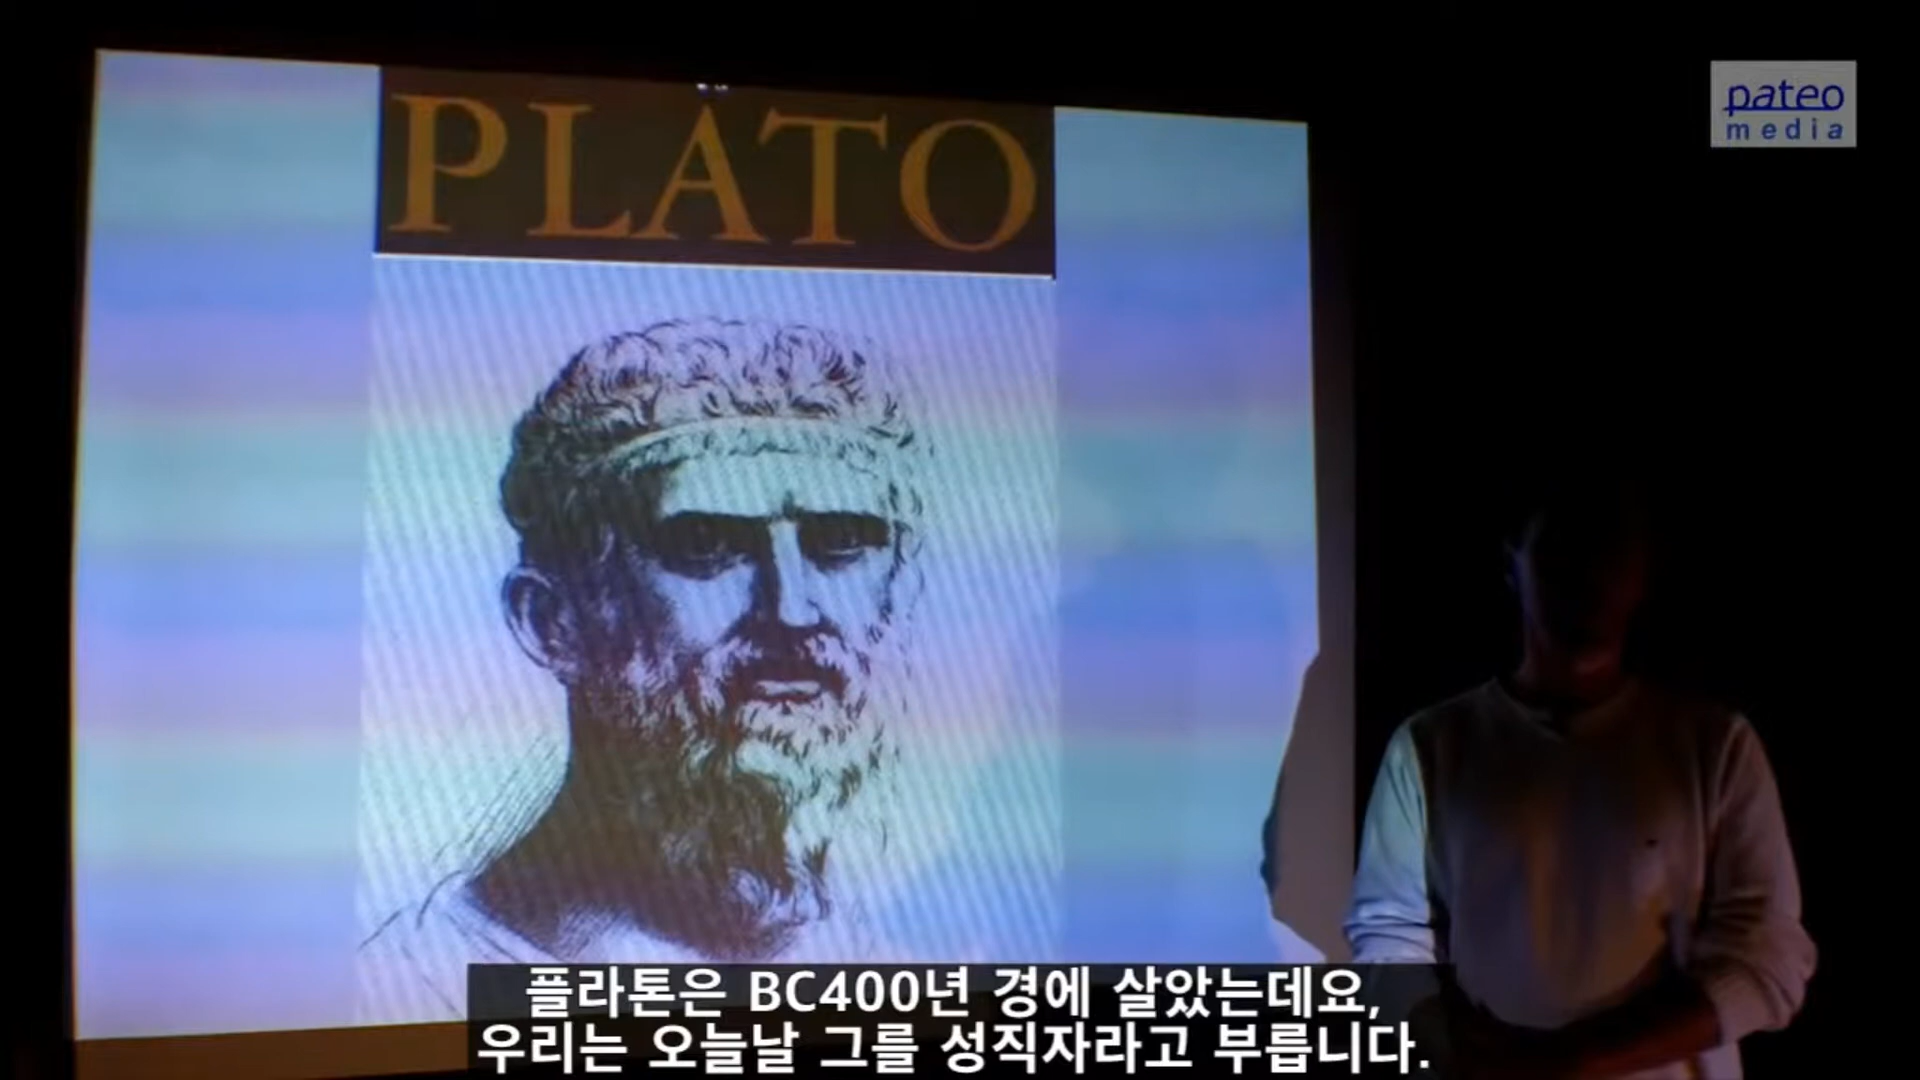 PLATO
pateo
media
플라톤은 BC400년 경에 살았는데요,
우리는 오늘날 그를 성직자라고 부릅니다.